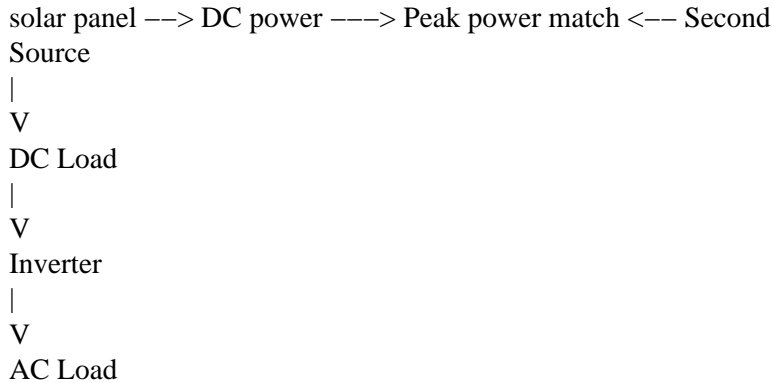 solar panel −−> DC power −−−> Peak power match <−− Second
Source
|
V
DC Load
|
V
Inverter
|
V
AC Load